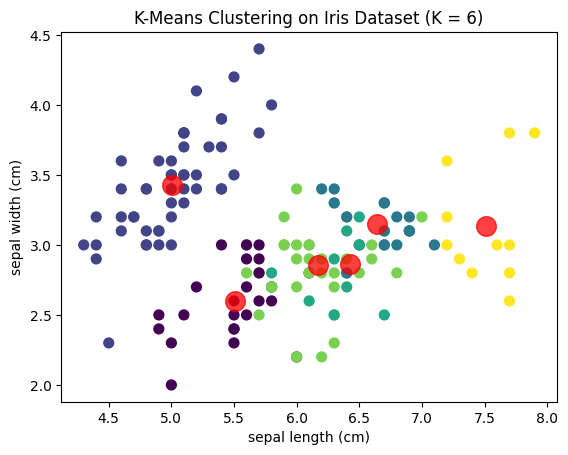 K-Means Clustering on Iris Dataset (K = 6)
4.5
4.0
3.5
3.0
2.5
2.0
sepal width (cm)
4.5 5.0 5.5 6.0 6.5 7.0 7.5 8.0
sepal length (cm)